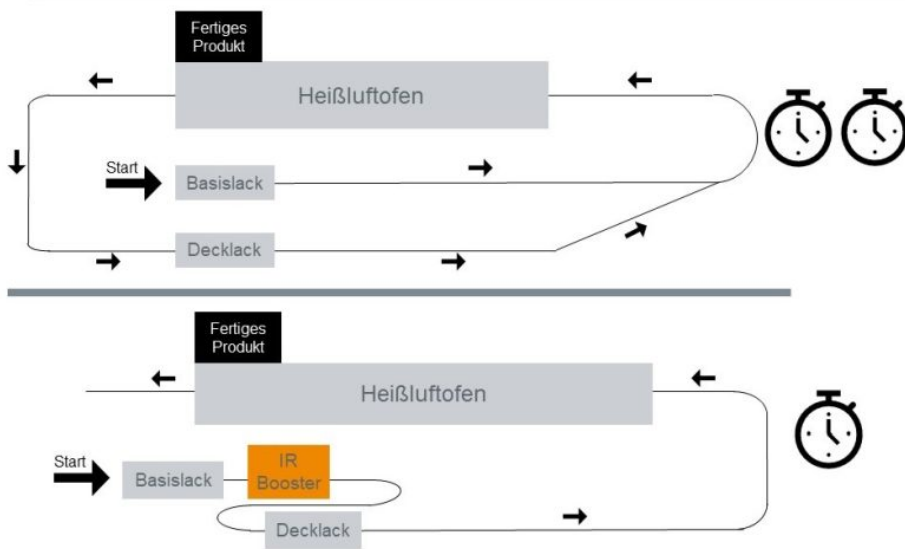 Fertiges
Produkt
Heißluftofen
Start
Basislack
Decklack
Fertiges
Produkt
Heißluftofen
Start
Basislack
IR
Booster
Decklack